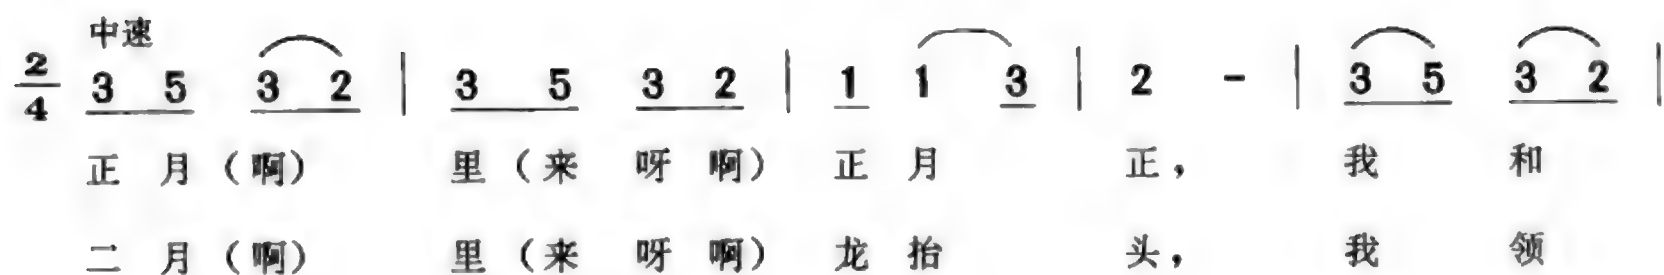 中速
2/4 3 5 3 2 | 3 5 3 2 | 1 1 3 | 2 - | 3 5 3 2 |
正 月（啊） 里（来 呀 啊） 正 月 正， 我 和
二 月（啊） 里（来 呀 啊） 龙 抬 头， 我 领